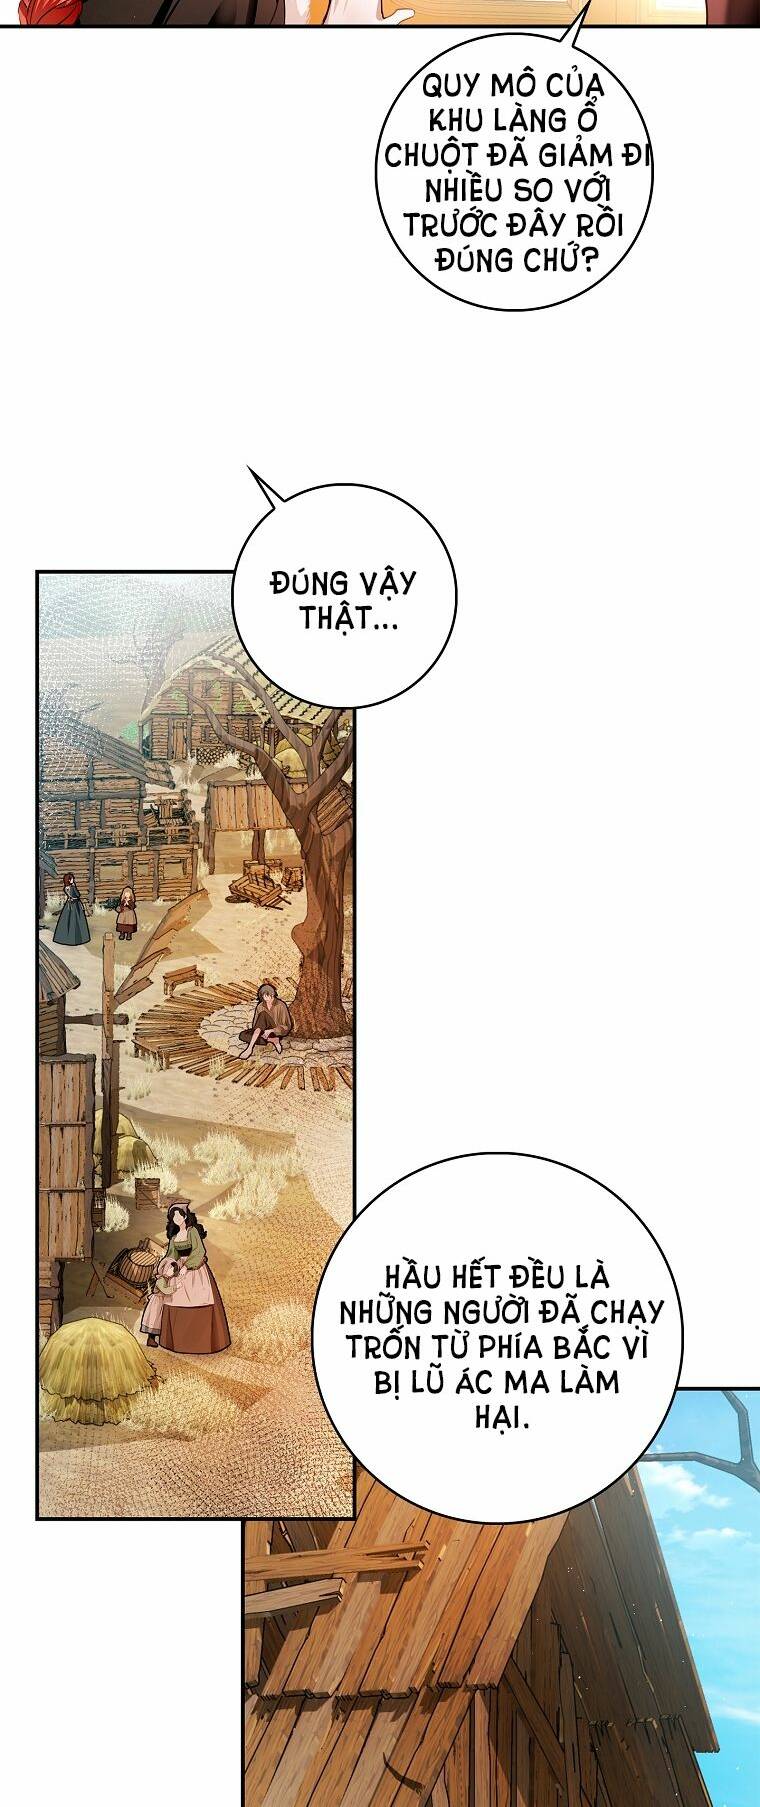 QUY MÔ CỦA
KHU LÀNG Ổ
CHUỘT ĐÃ GIẢM ĐI
NHIỀU SO VỚI
TRƯỚC ĐÂY RỒI
ĐÚNG CHỨ?
ĐÚNG VẬY
THẬT...
HẦU HẾT ĐỀU LÀ
NHỮNG NGƯỜI ĐÃ CHẠY
TRỐN TỪ PHÍA BẮC VÌ
BỊ LŨ ÁC MA LÀM
HẠI.